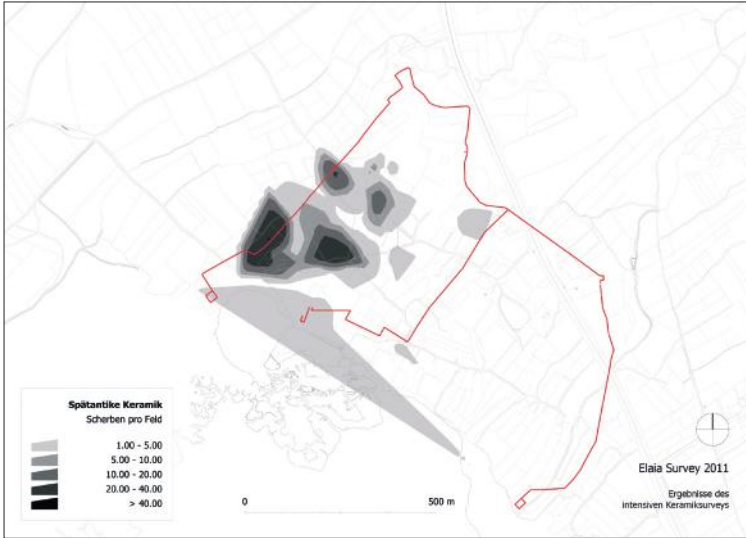 Spätantike Keramik
Scherben pro Feld
1.00 - 5.00
5.00 - 10.00
10.00 - 20.00
20.00 - 40.00
> 40.00
0 500 m
Elaia Survey 2011
Ergebnisse des
intensiven Keramiksurveys